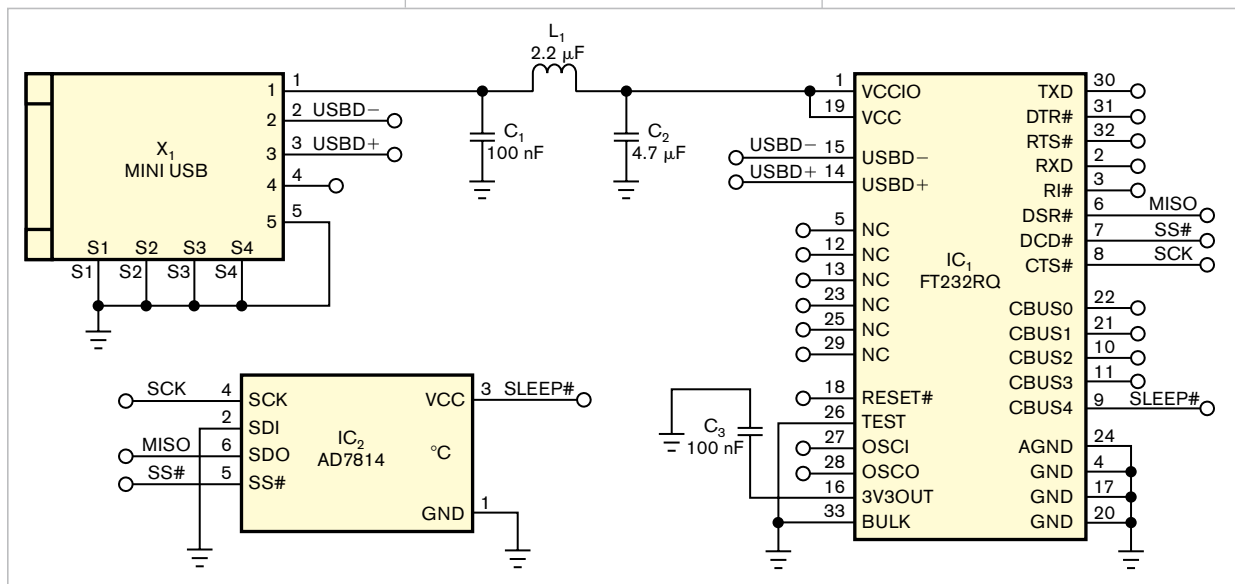 L1
2.2 µF
1
1
2
2 USBD−
3
3 USBD+
4
4
5
5
X1
MINI USB
S1 S2 S3 S4
S1 S2 S3 S4
C1
100 nF
C2
4.7 µF
1 VCCIO
19 VCC
USBD− 15 USBD−
USBD+ 14 USBD+
5 NC
12 NC
13 NC
23 NC
25 NC
29 NC
18 RESET#
26 TEST
27 OSCI
28 OSCO
16 3V3OUT
33 BULK
C3
100 nF
IC1
FT232RQ
TXD 30
DTR# 31
RTS# 32
RXD 2
RI# 3
DSR# 6 MISO
DCD# 7 SS#
CTS# 8 SCK
CBUS0 22
CBUS1 21
CBUS2 10
CBUS3 11
CBUS4 9 SLEEP#
AGND 24
GND 4
GND 17
GND 20
SCK 4 SCK
2 SDI
MISO 6 SDO
SS# 5 SS#
IC2
AD7814
°C
VCC 3 SLEEP#
GND 1